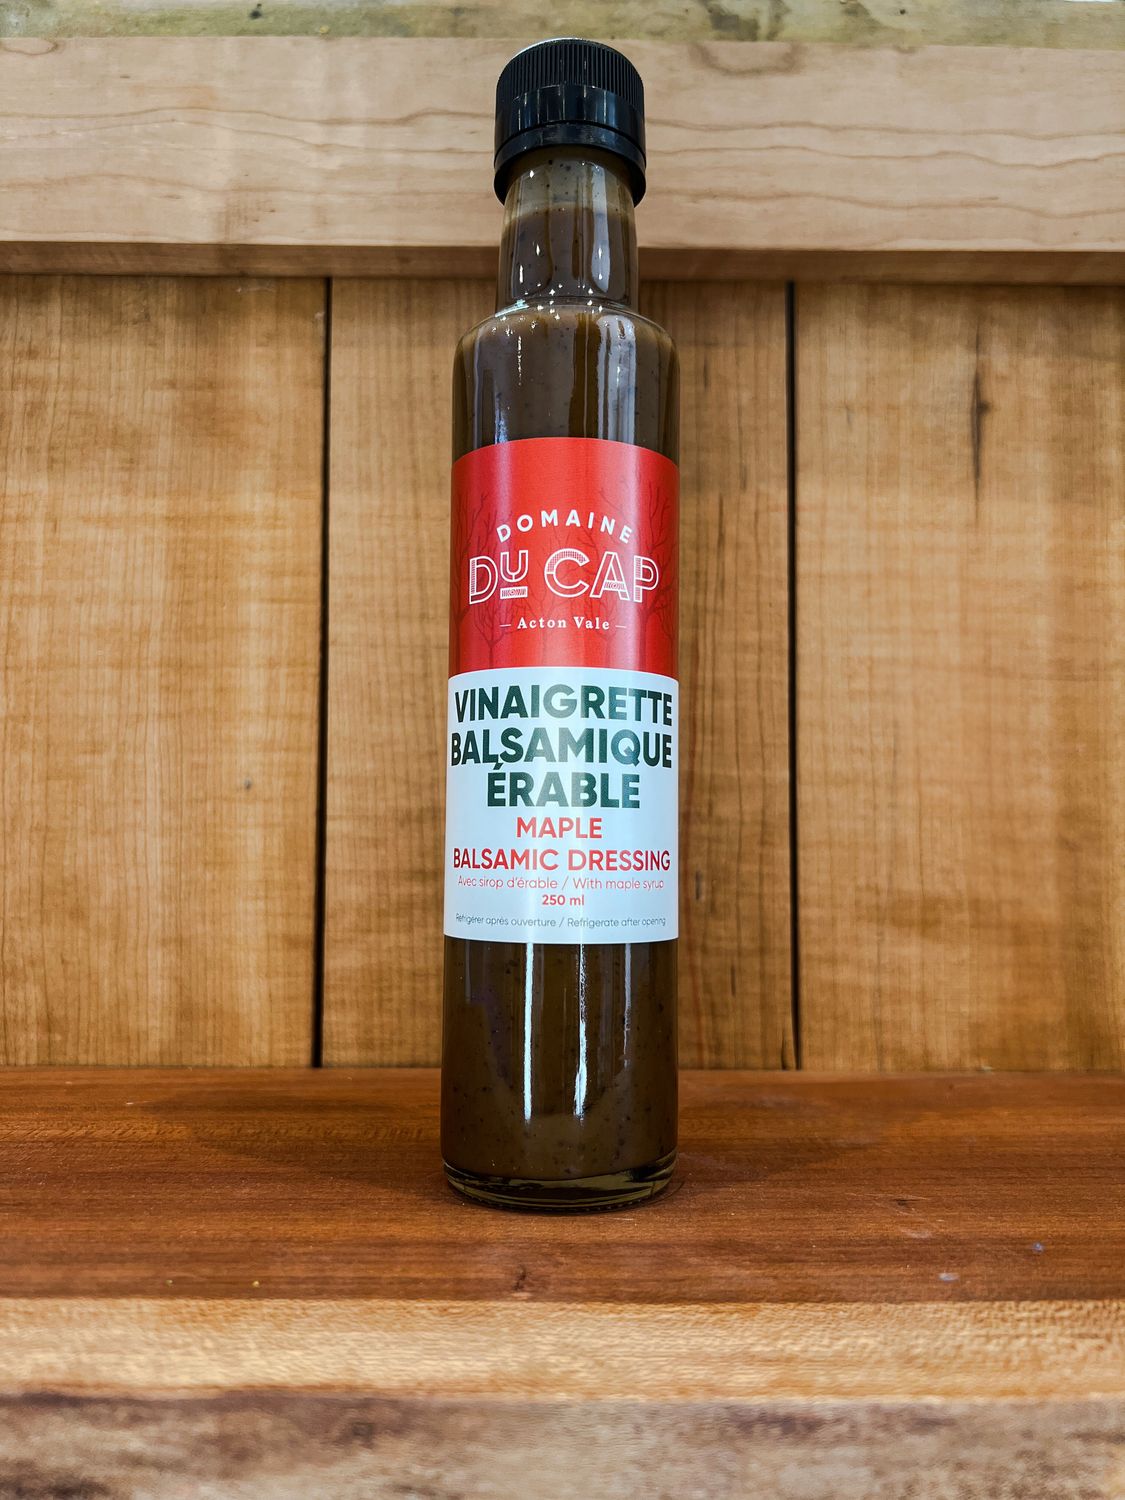 DOMAINE
DU CAP
— Acton Vale —
VINAIGRETTE
BALSAMIQUE
ÉRABLE
MAPLE
BALSAMIC DRESSING
Avec sirop d'érable / With maple syrup
250 ml
Réfrigérer après ouverture / Refrigerate after opening